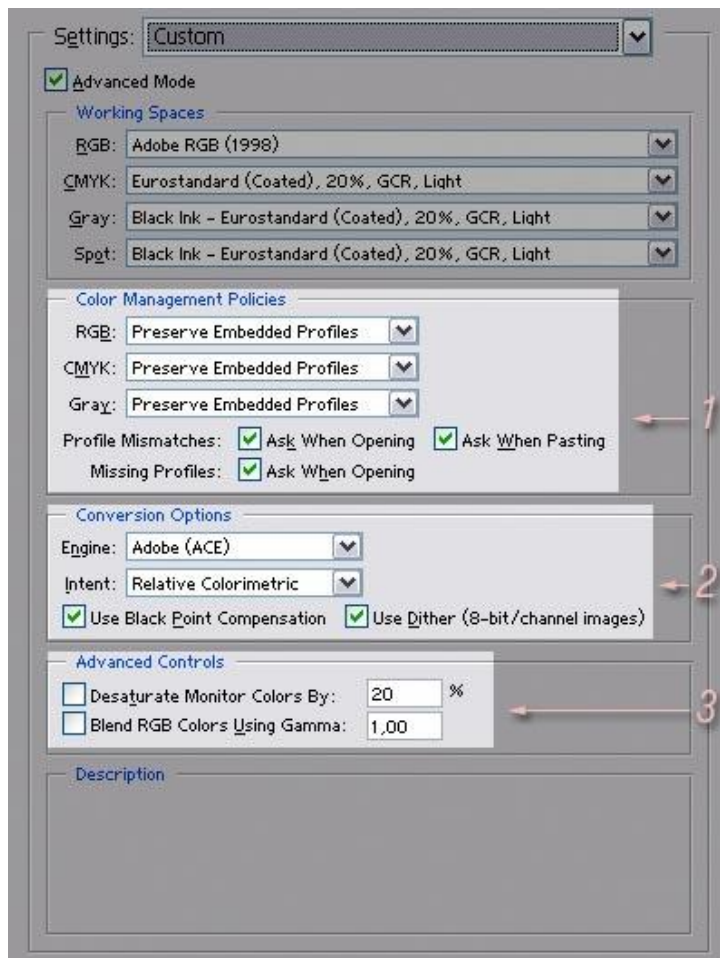 Settings: Custom
Advanced Mode
Working Spaces
RGB: Adobe RGB (1998)
CMYK: Eurostandard (Coated), 20%, GCR, Light
Gray: Black Ink - Eurostandard (Coated), 20%, GCR, Light
Spot: Black Ink - Eurostandard (Coated), 20%, GCR, Light
Color Management Policies
RGB: Preserve Embedded Profiles
CMYK: Preserve Embedded Profiles
Gray: Preserve Embedded Profiles
1
Profile Mismatches: Ask When Opening Ask When Pasting
Missing Profiles: Ask When Opening
Conversion Options
Engine: Adobe (ACE)
Intent: Relative Colorimetric
2
Use Black Point Compensation Use Dither (8-bit/channel images)
Advanced Controls
Desaturate Monitor Colors By: 20 %
3
Blend RGB Colors Using Gamma: 1,00
Description